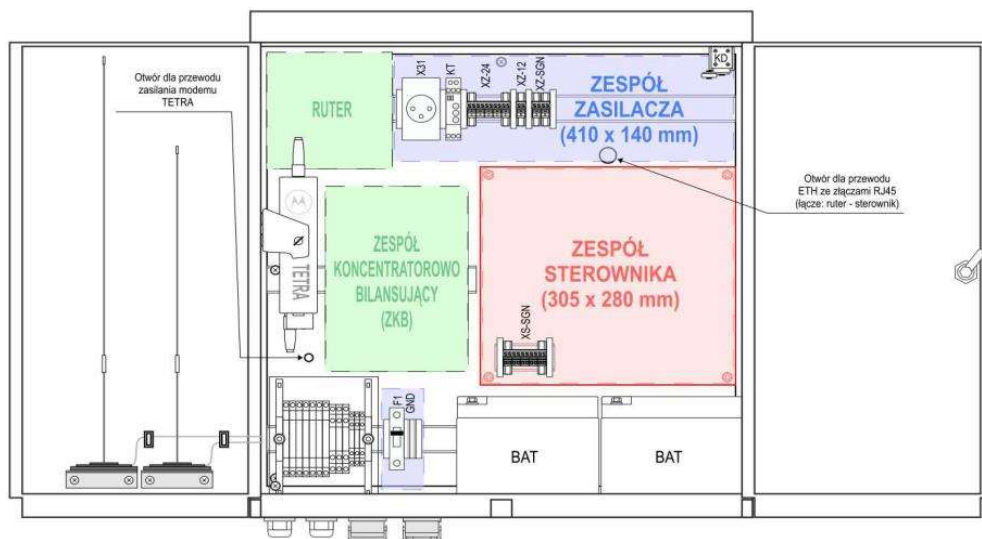 Otwór dla przewodu
zasilania modemu
TETRA
RUTER
X31
KT
XZ-24
XZ-12
XZ-SGN
ZESPÓŁ
ZASILACZA
(410 x 140 mm)
KD
Otwór dla przewodu
ETH ze złączami RJ45
(łącze: ruter - sterownik)
TETRA
ZESPÓŁ
KONCENTRATOROWO
BILANSUJĄCY
(ZKB)
ZESPÓŁ
STEROWNIKA
(305 x 280 mm)
XS-SGN
F1
GND
BAT
BAT